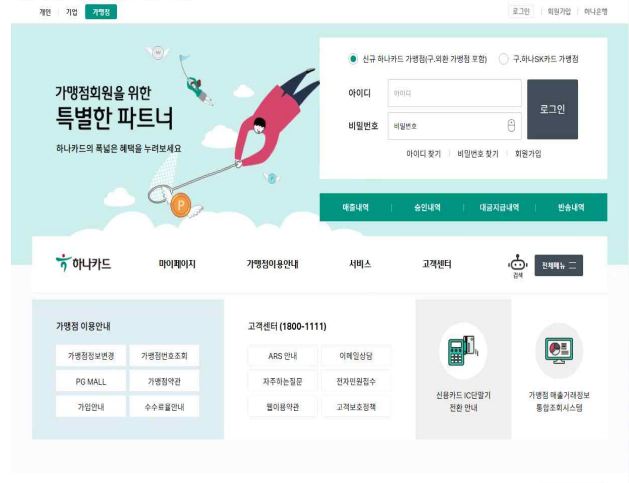 개인 기업 가맹점 로그인 회원가입 하나은행
신규 하나카드 가맹점(구.외환 가맹점 포함) 구.하나SK카드 가맹점
가맹점회원을 위한
특별한 파트너
하나카드의 폭넓은 혜택을 누려보세요
아이디 아이디
비밀번호 비밀번호
로그인
아이디 찾기 비밀번호 찾기 회원가입
매출내역 승인내역 대금지급내역 반송내역
하나카드 마이페이지 가맹점이용안내 서비스 고객센터 검색 전체메뉴
가맹점 이용안내
가맹점정보변경 가맹점번호조회
PG MALL 가맹점약관
가입안내 수수료율안내
고객센터 (1800-1111)
ARS 안내 이메일상담
자주하는질문 전자민원접수
웹이용약관 고객보호정책
신용카드 IC단말기
전환 안내
가맹점 매출거래정보
통합조회시스템